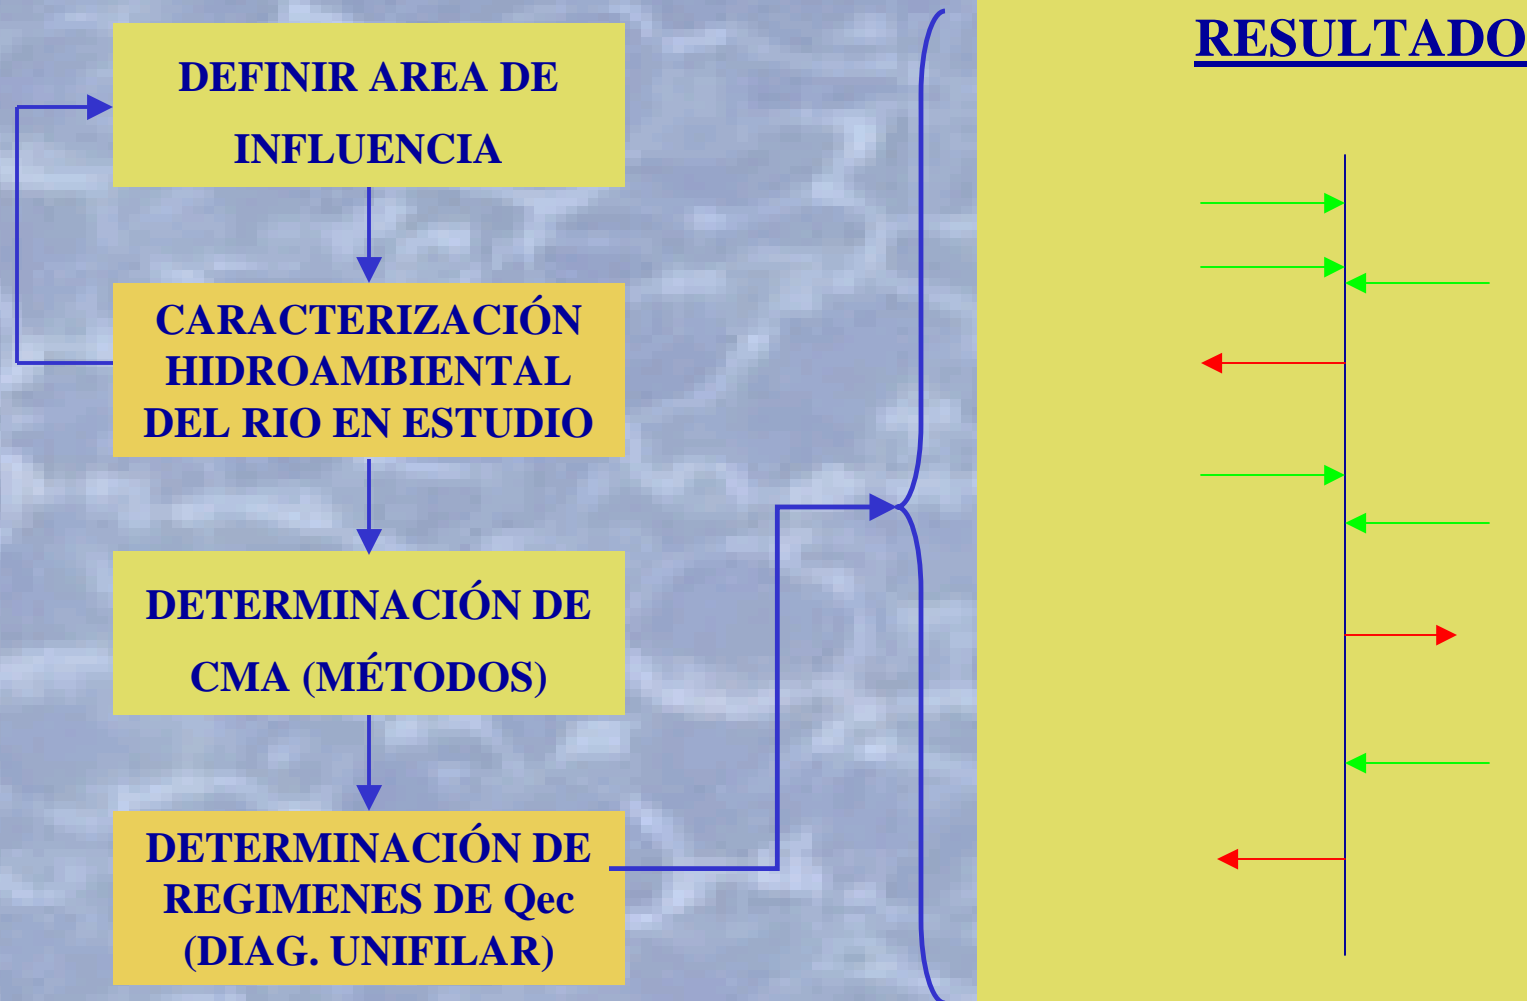 DEFINIR AREA DE
INFLUENCIA
CARACTERIZACIÓN
HIDROAMBIENTAL
DEL RIO EN ESTUDIO
DETERMINACIÓN DE
CMA (MÉTODOS)
DETERMINACIÓN DE
REGIMENES DE Qec
(DIAG. UNIFILAR)
RESULTADO